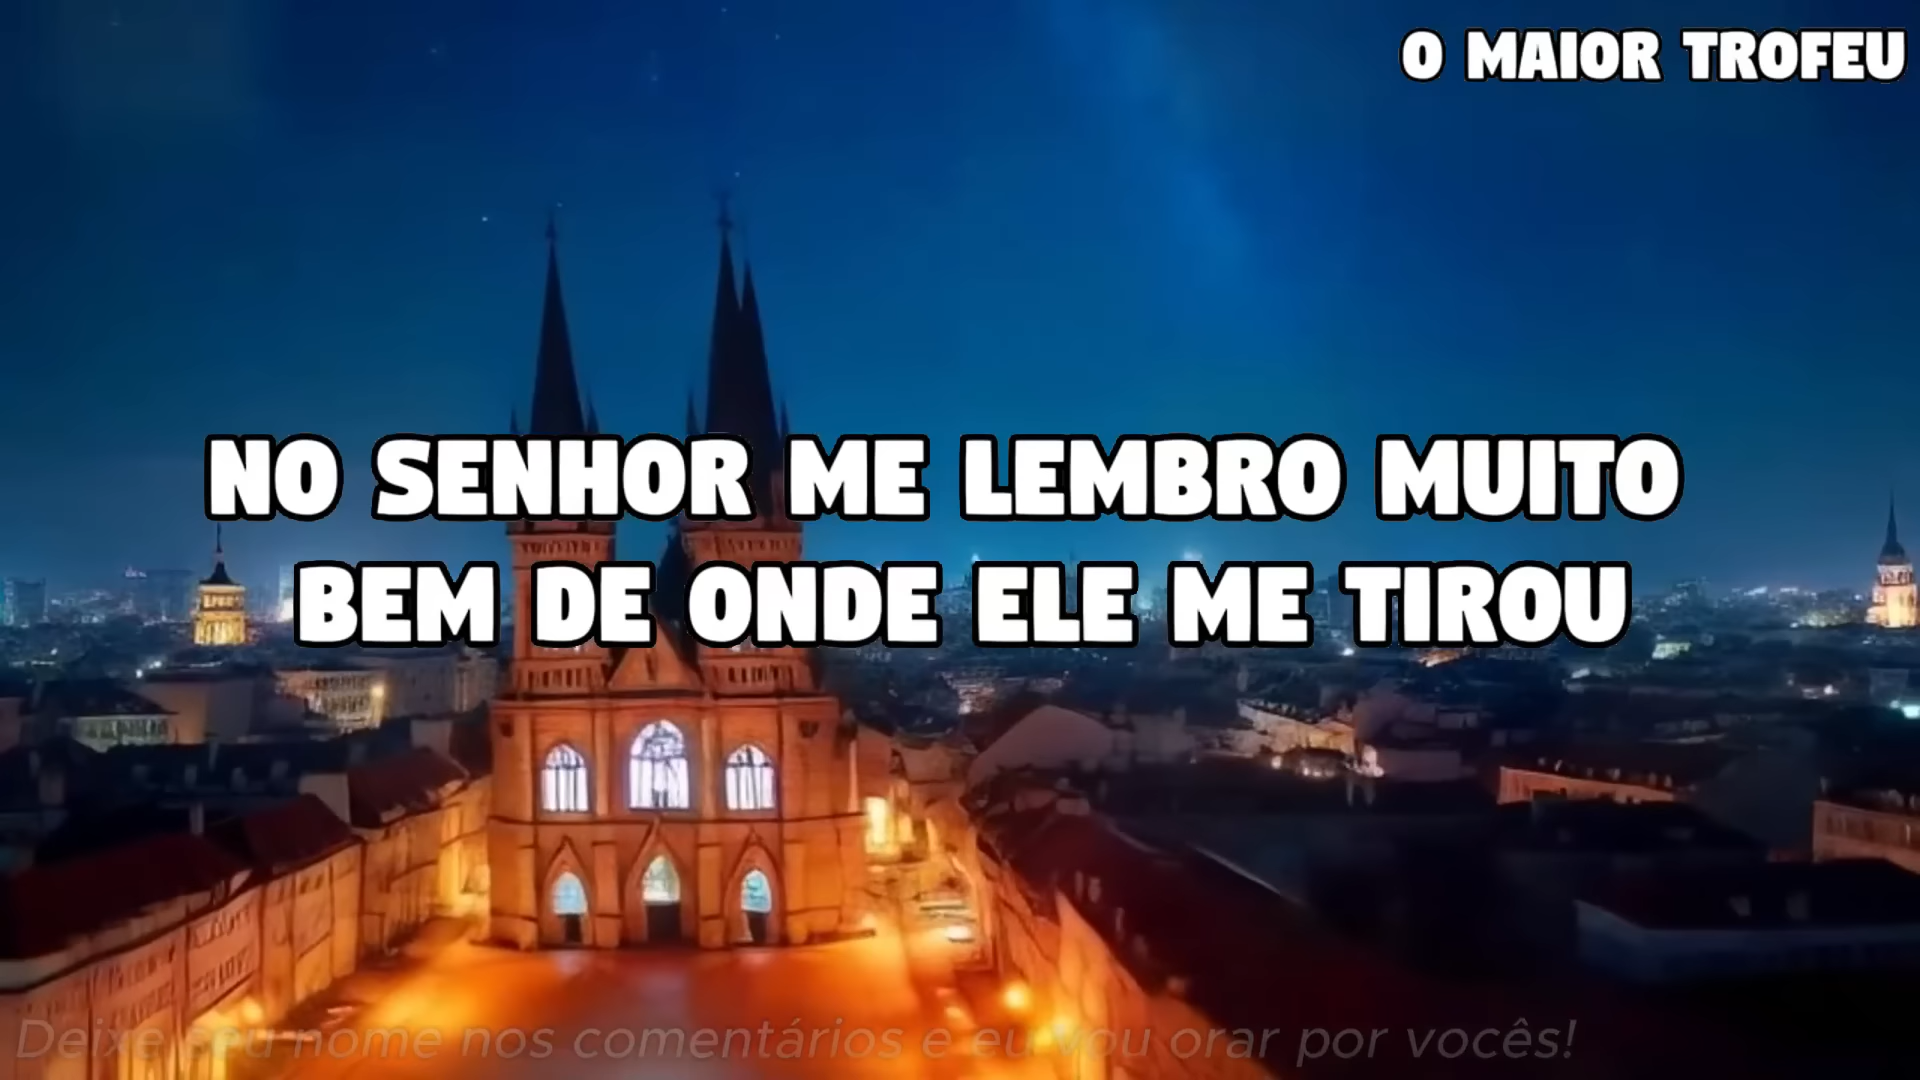 O MAIOR TROFEU
NO SENHOR ME LEMBRO MUITO
BEM DE ONDE ELE ME TIROU
Deixe seu nome nos comentários e eu vou orar por vocês!